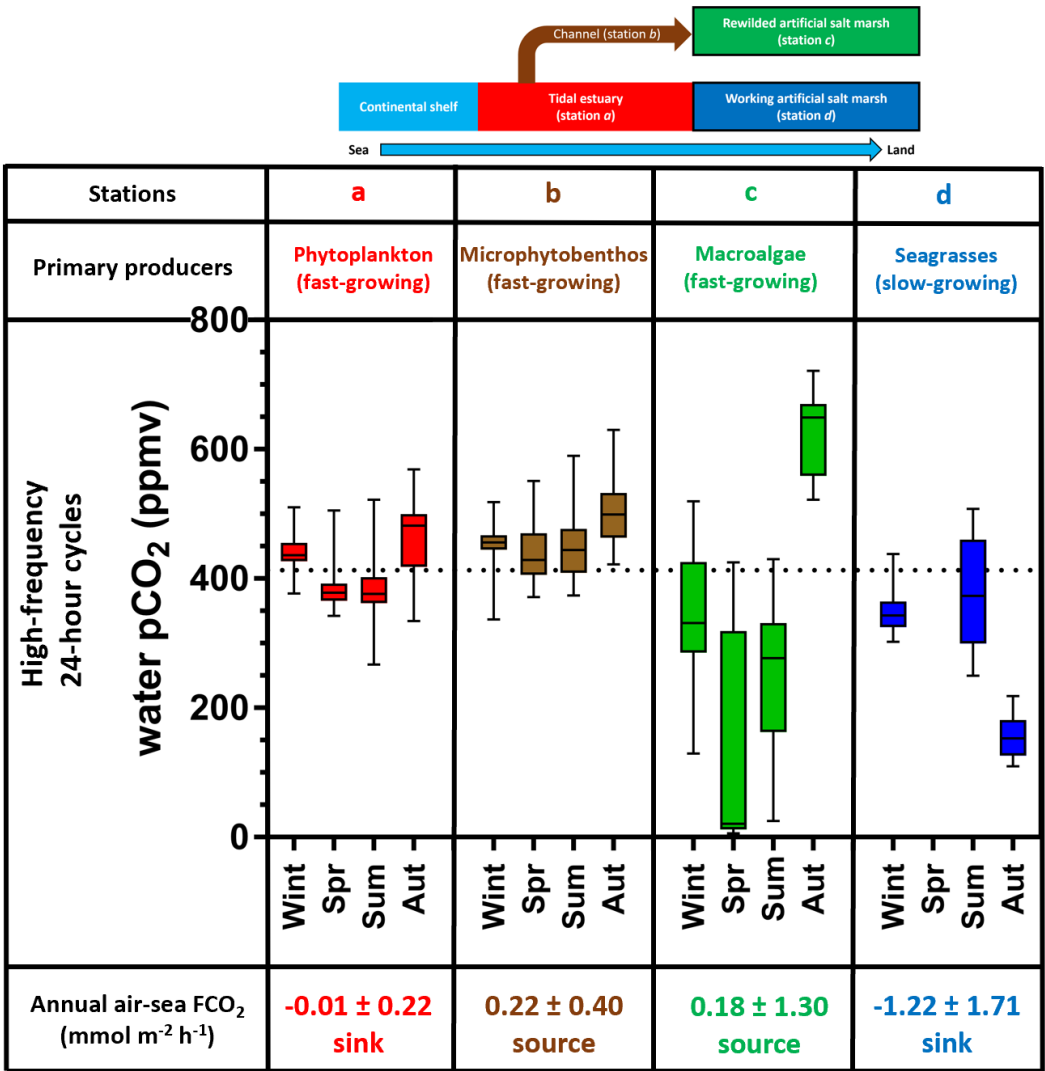 Rewilded artificial salt marsh
(station c)
Channel (station b)
Continental shelf
Tidal estuary
(station a)
Working artificial salt marsh
(station d)
Sea
Land
Stations
a
b
c
d
Primary producers
Phytoplankton
(fast-growing)
Microphytobenthos
(fast-growing)
Macroalgae
(fast-growing)
Seagrasses
(slow-growing)
High-frequency
24-hour cycles
water pCO₂ (ppmv)
800
600
400
200
0
Wint
Spr
Sum
Aut
Wint
Spr
Sum
Aut
Wint
Spr
Sum
Aut
Wint
Spr
Sum
Aut
Annual air-sea FCO₂
(mmol m⁻² h⁻¹)
-0.01 ± 0.22
sink
0.22 ± 0.40
source
0.18 ± 1.30
source
-1.22 ± 1.71
sink